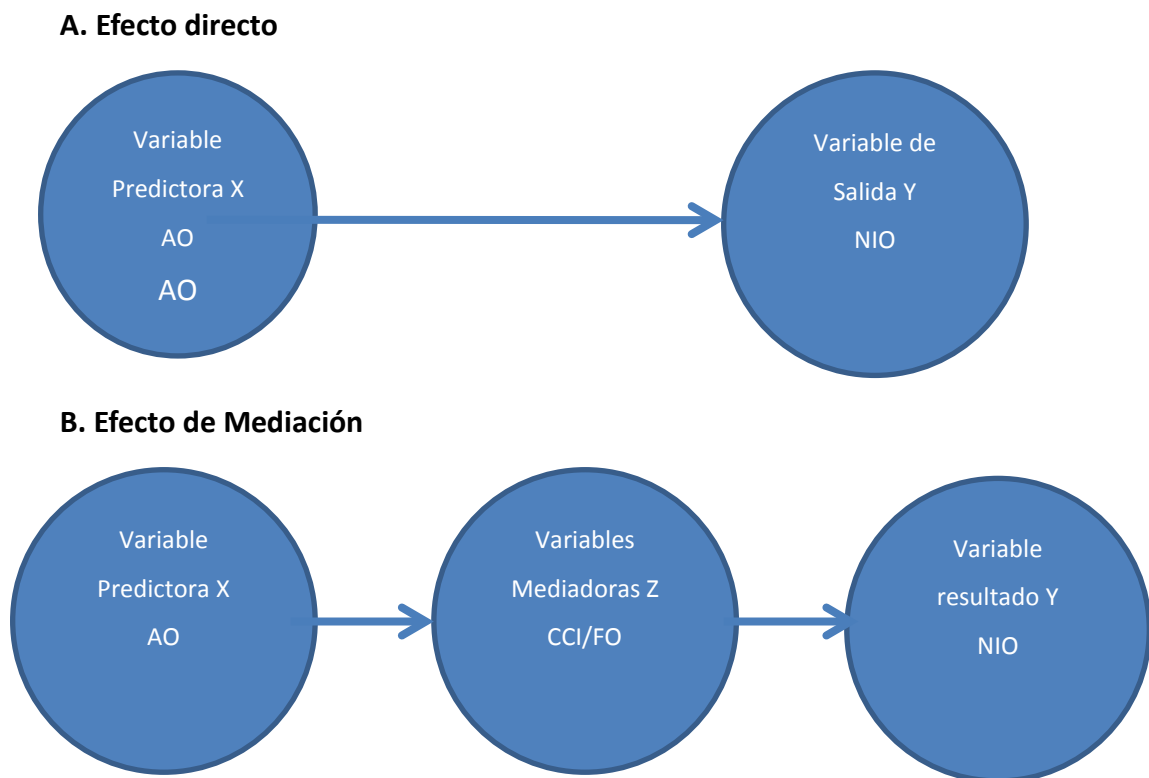 A. Efecto directo
Variable
Predictora X
AO
AO
Variable de
Salida Y
NIO
B. Efecto de Mediación
Variable
Predictora X
AO
Variables
Mediadoras Z
CCI/FO
Variable
resultado Y
NIO